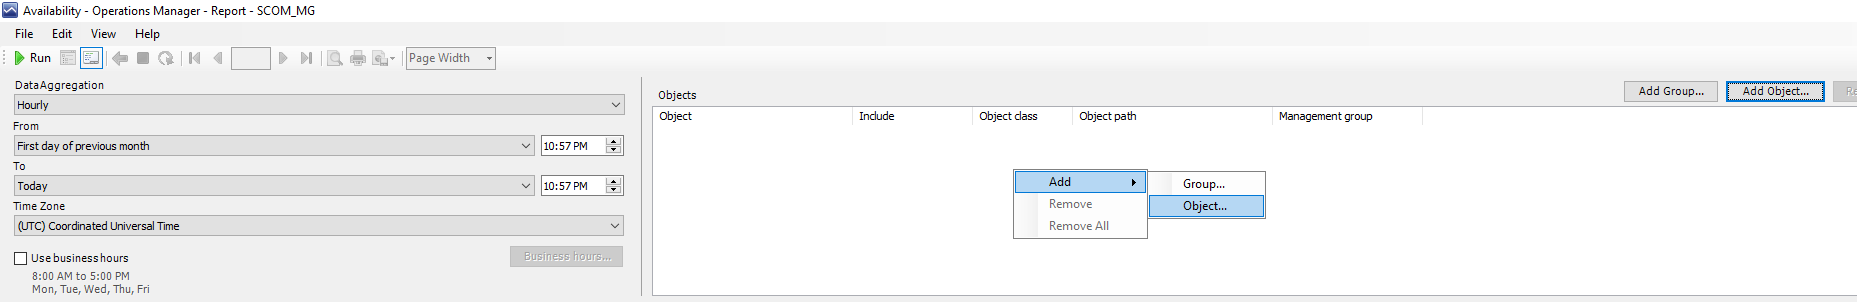 Availability - Operations Manager - Report - SCOM_MG
File Edit View Help
Run Page Width
Data Aggregation
Hourly
From
First day of previous month 10:57 PM
To
Today 10:57 PM
Time Zone
(UTC) Coordinated Universal Time
Use business hours Business hours...
8:00 AM to 5:00 PM
Mon, Tue, Wed, Thu, Fri
Objects Add Group... Add Object... Re
Object Include Object class Object path Management group
Add
Remove
Remove All
Group...
Object...